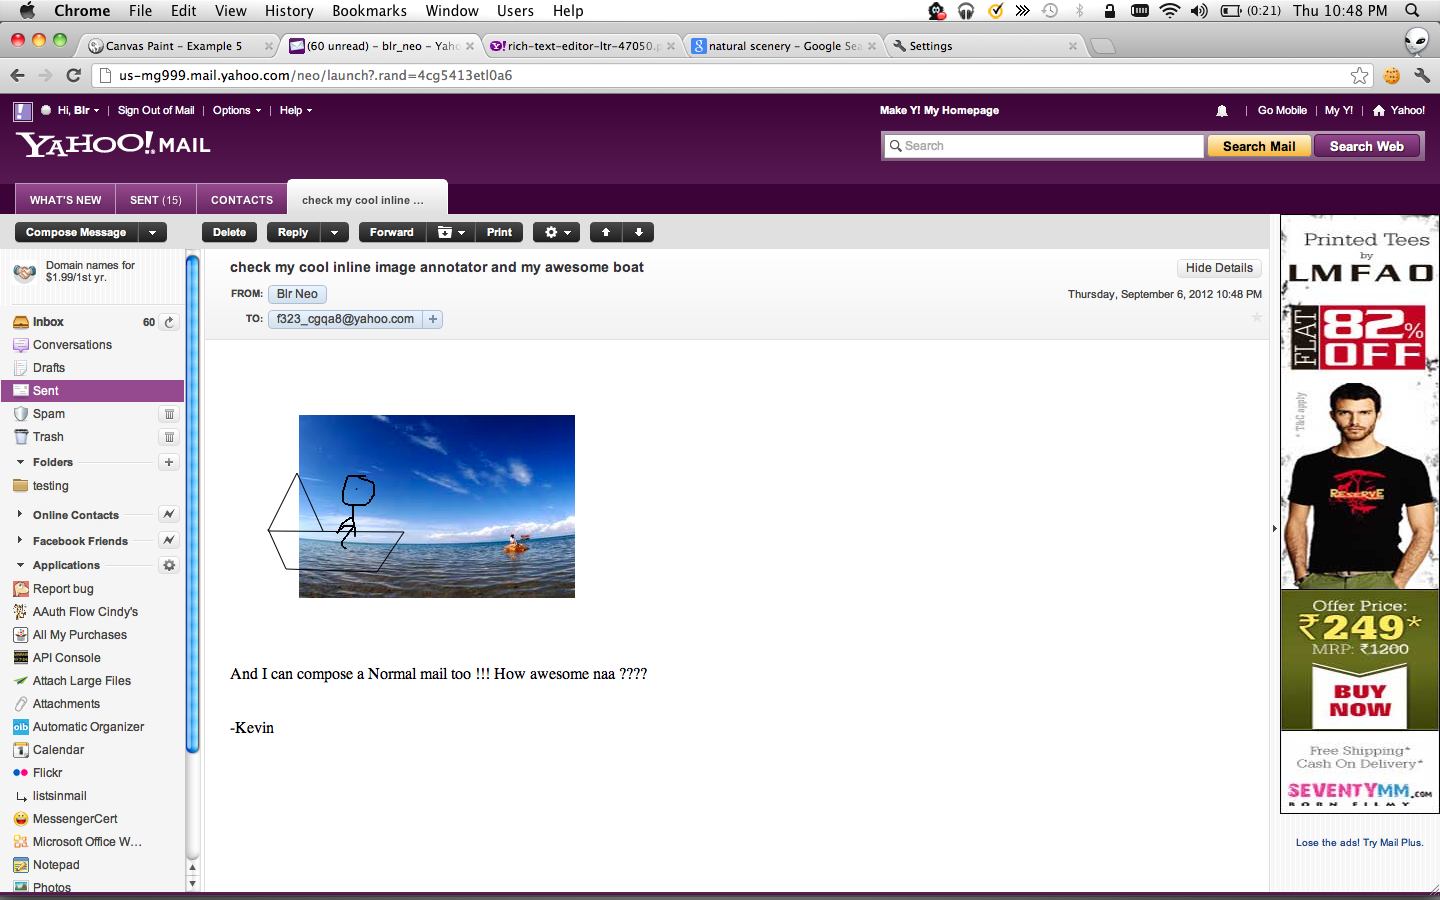 Chrome File Edit View History Bookmarks Window Users Help (0:21) Thu 10:48 PM
Canvas Paint – Example 5
(60 unread) – blr_neo – Ya
rich-text-editor-ltr-47050.p
natural scenery – Google Sea
Settings
us-mg999.mail.yahoo.com/neo/launch?.rand=4cg5413etl0a6
Hi, Blr | Sign Out of Mail | Options | Help
Make Y! My Homepage
| Go Mobile | My Y! | Yahoo!
YAHOO! MAIL
Search
Search Mail
Search Web
WHAT'S NEW
SENT (15)
CONTACTS
check my cool inline ...
Compose Message
Delete
Reply
Forward
Print
Domain names for
$1.99/1st yr.
Inbox 60
Conversations
Drafts
Sent
Spam
Trash
Folders
testing
Online Contacts
Facebook Friends
Applications
Report bug
AAuth Flow Cindy's
All My Purchases
API Console
Attach Large Files
Attachments
olb Automatic Organizer
Calendar
Flickr
listsinmail
MessengerCert
Microsoft Office W...
Notepad
Photos
check my cool inline image annotator and my awesome boat
Hide Details
FROM: Blr Neo
Thursday, September 6, 2012 10:48 PM
TO: f323_cgqa8@yahoo.com +
And I can compose a Normal mail too !!! How awesome naa ????
-Kevin
Printed Tees
by
LMFAO
FLAT 82% OFF
* T&C apply
RESERVE
Offer Price:
₹249*
MRP: ₹1200
BUY
NOW
Free Shipping*
Cash On Delivery*
SEVENTYMM.COM
BORN FILMY
Lose the ads! Try Mail Plus.